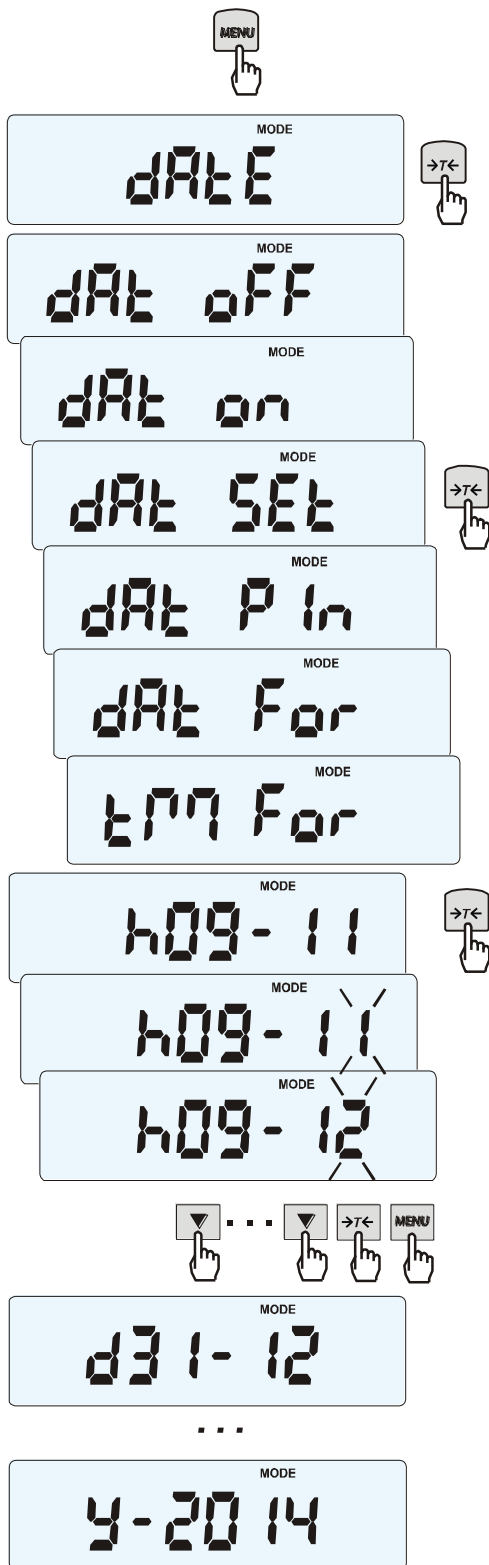 MENU
MODE
dAtE
→T←
MODE
dAt oFF
MODE
dAt on
MODE
dAt SEt
→T←
MODE
dAt PIn
MODE
dAt For
MODE
tM For
MODE
h09-11
→T←
MODE
h09-11
MODE
h09-12
▼ ... ▼ →T← MENU
MODE
d31-12
...
MODE
y-2014